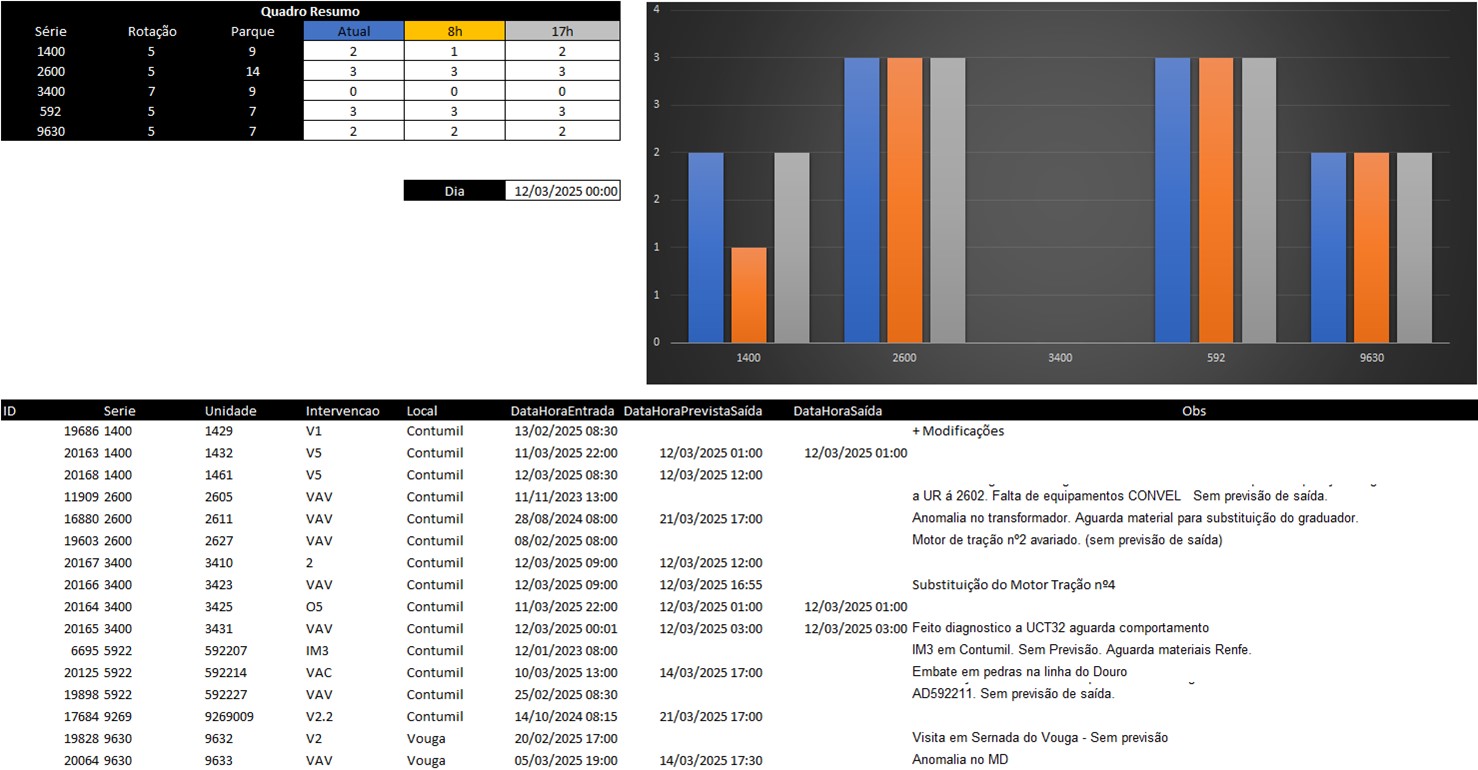 Quadro Resumo
Série Rotação Parque Atual 8h 17h
1400 5 9 2 1 2
2600 5 14 3 3 3
3400 7 9 0 0 0
592 5 7 3 3 3
9630 5 7 2 2 2
Dia 12/03/2025 00:00
4
3
3
2
2
1
1
0
1400 2600 3400 592 9630
ID Serie Unidade Intervencao Local DataHoraEntrada DataHoraPrevistaSaída DataHoraSaída Obs
19686 1400 1429 V1 Contumil 13/02/2025 08:30 + Modificações
20163 1400 1432 V5 Contumil 11/03/2025 22:00 12/03/2025 01:00 12/03/2025 01:00
20168 1400 1461 V5 Contumil 12/03/2025 08:30 12/03/2025 12:00
11909 2600 2605 VAV Contumil 11/11/2023 13:00 a UR á 2602. Falta de equipamentos CONVEL Sem previsão de saída.
16880 2600 2611 VAV Contumil 28/08/2024 08:00 21/03/2025 17:00 Anomalia no transformador. Aguarda material para substituição do graduador.
19603 2600 2627 VAV Contumil 08/02/2025 08:00 Motor de tração nº2 avariado. (sem previsão de saída)
20167 3400 3410 2 Contumil 12/03/2025 09:00 12/03/2025 12:00
20166 3400 3423 VAV Contumil 12/03/2025 09:00 12/03/2025 16:55 Substituição do Motor Tração nº4
20164 3400 3425 O5 Contumil 11/03/2025 22:00 12/03/2025 01:00 12/03/2025 01:00
20165 3400 3431 VAV Contumil 12/03/2025 00:01 12/03/2025 03:00 12/03/2025 03:00 Feito diagnostico a UCT32 aguarda comportamento
6695 5922 592207 IM3 Contumil 12/01/2023 08:00 IM3 em Contumil. Sem Previsão. Aguarda materiais Renfe.
20125 5922 592214 VAC Contumil 10/03/2025 13:00 14/03/2025 17:00 Embate em pedras na linha do Douro
19898 5922 592227 VAV Contumil 25/02/2025 08:30 AD592211. Sem previsão de saída.
17684 9269 9269009 V2.2 Contumil 14/10/2024 08:15 21/03/2025 17:00
19828 9630 9632 V2 Vouga 20/02/2025 17:00 Visita em Sernada do Vouga - Sem previsão
20064 9630 9633 VAV Vouga 05/03/2025 19:00 14/03/2025 17:30 Anomalia no MD